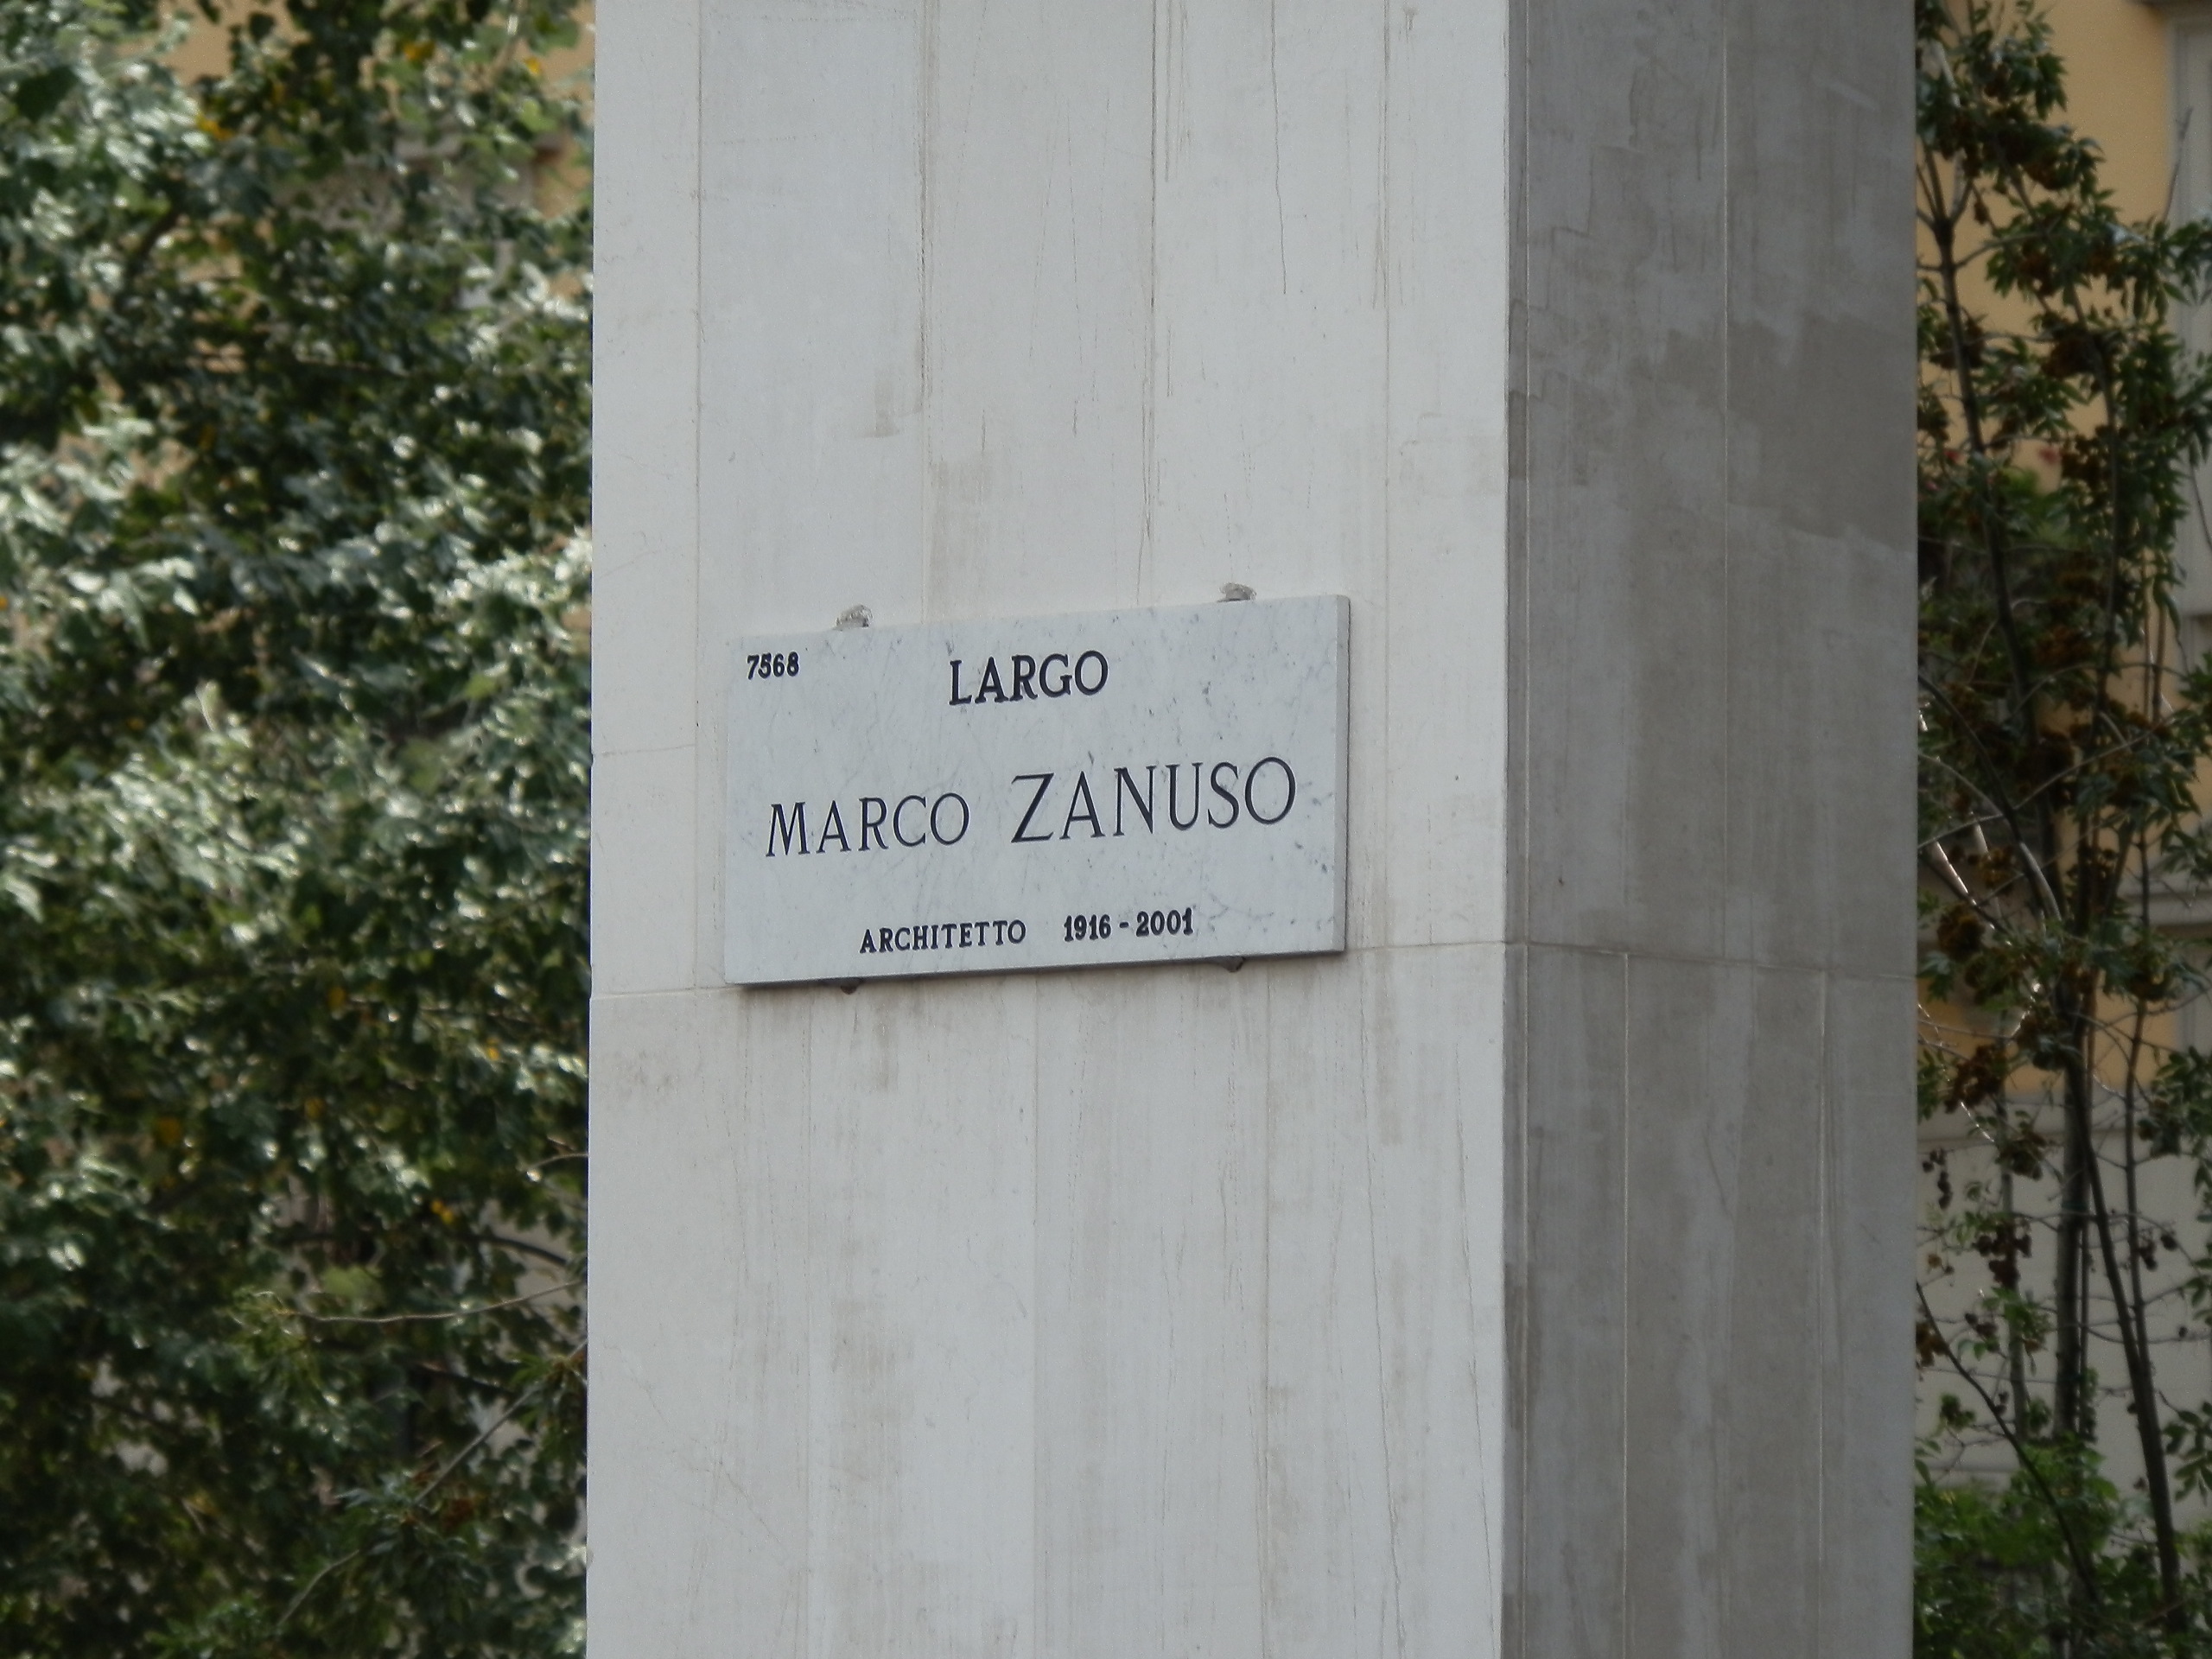 7568
LARGO
MARCO ZANUSO
ARCHITETTO 1916 - 2001